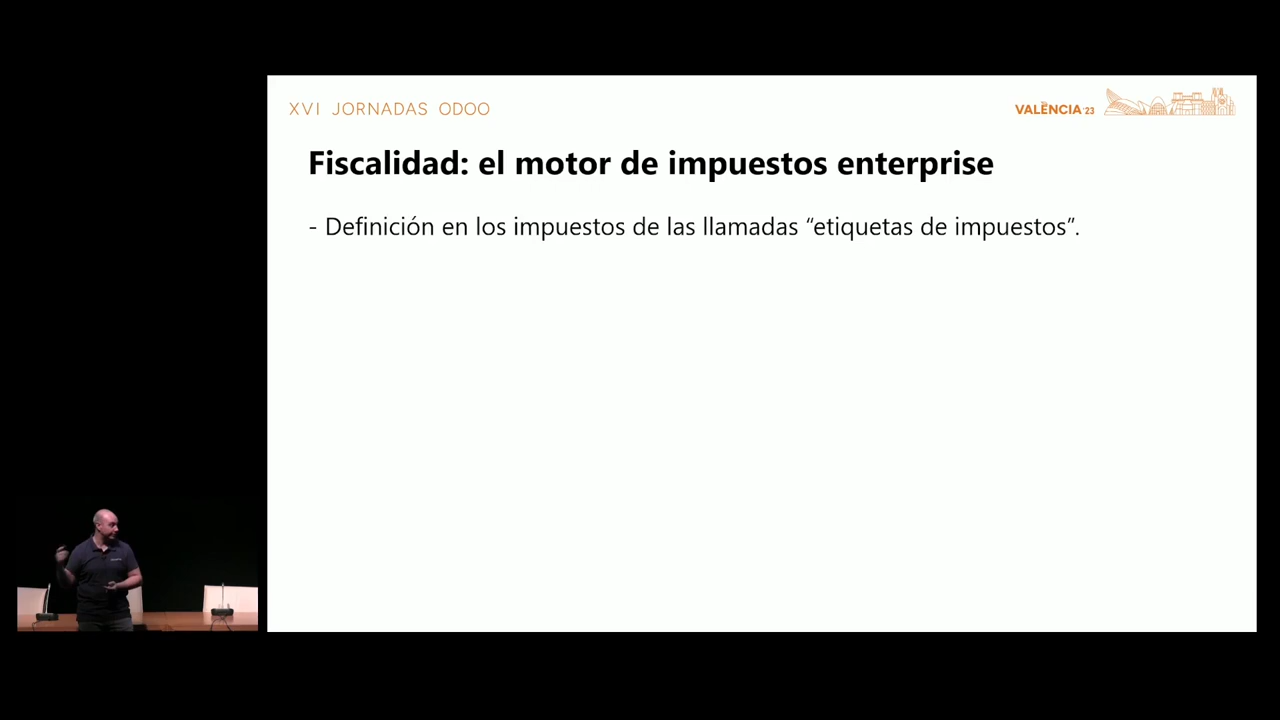 XVI JORNADAS ODOO
VALÈNCIA '23
Fiscalidad: el motor de impuestos enterprise
- Definición en los impuestos de las llamadas “etiquetas de impuestos”.